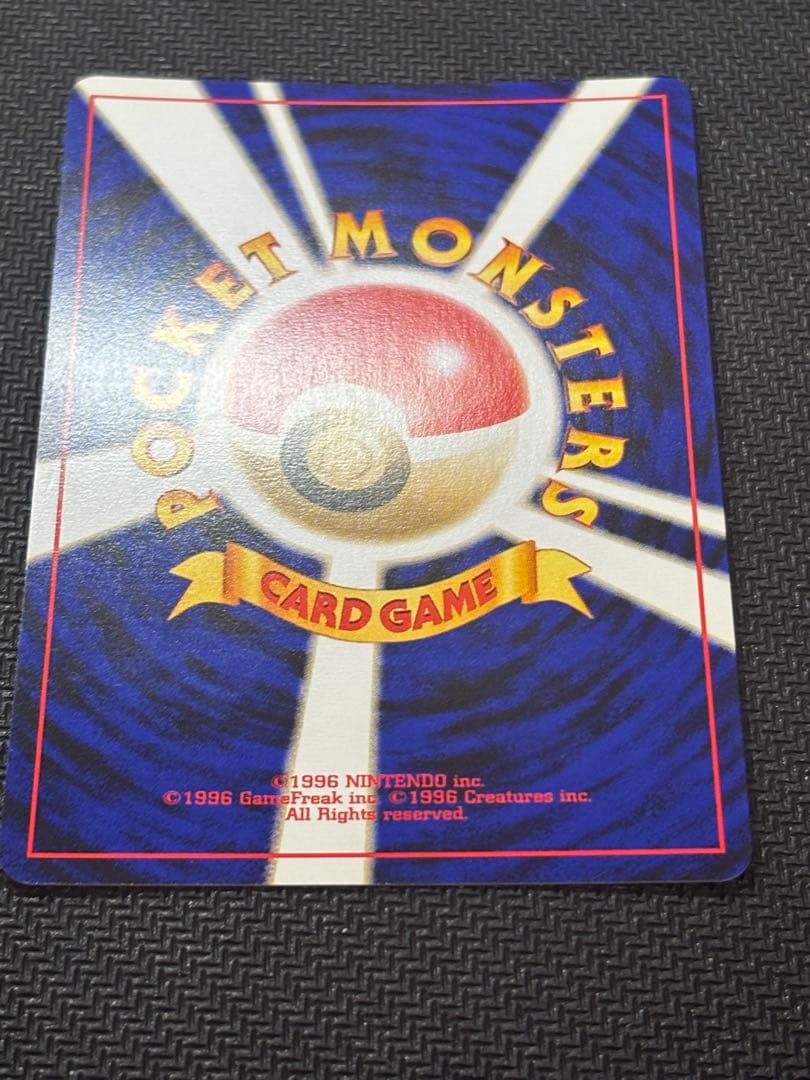 POCKET MONSTERS
CARD GAME
©1996 NINTENDO inc.
©1996 GameFreak inc. ©1996 Creatures inc.
All Rights reserved.